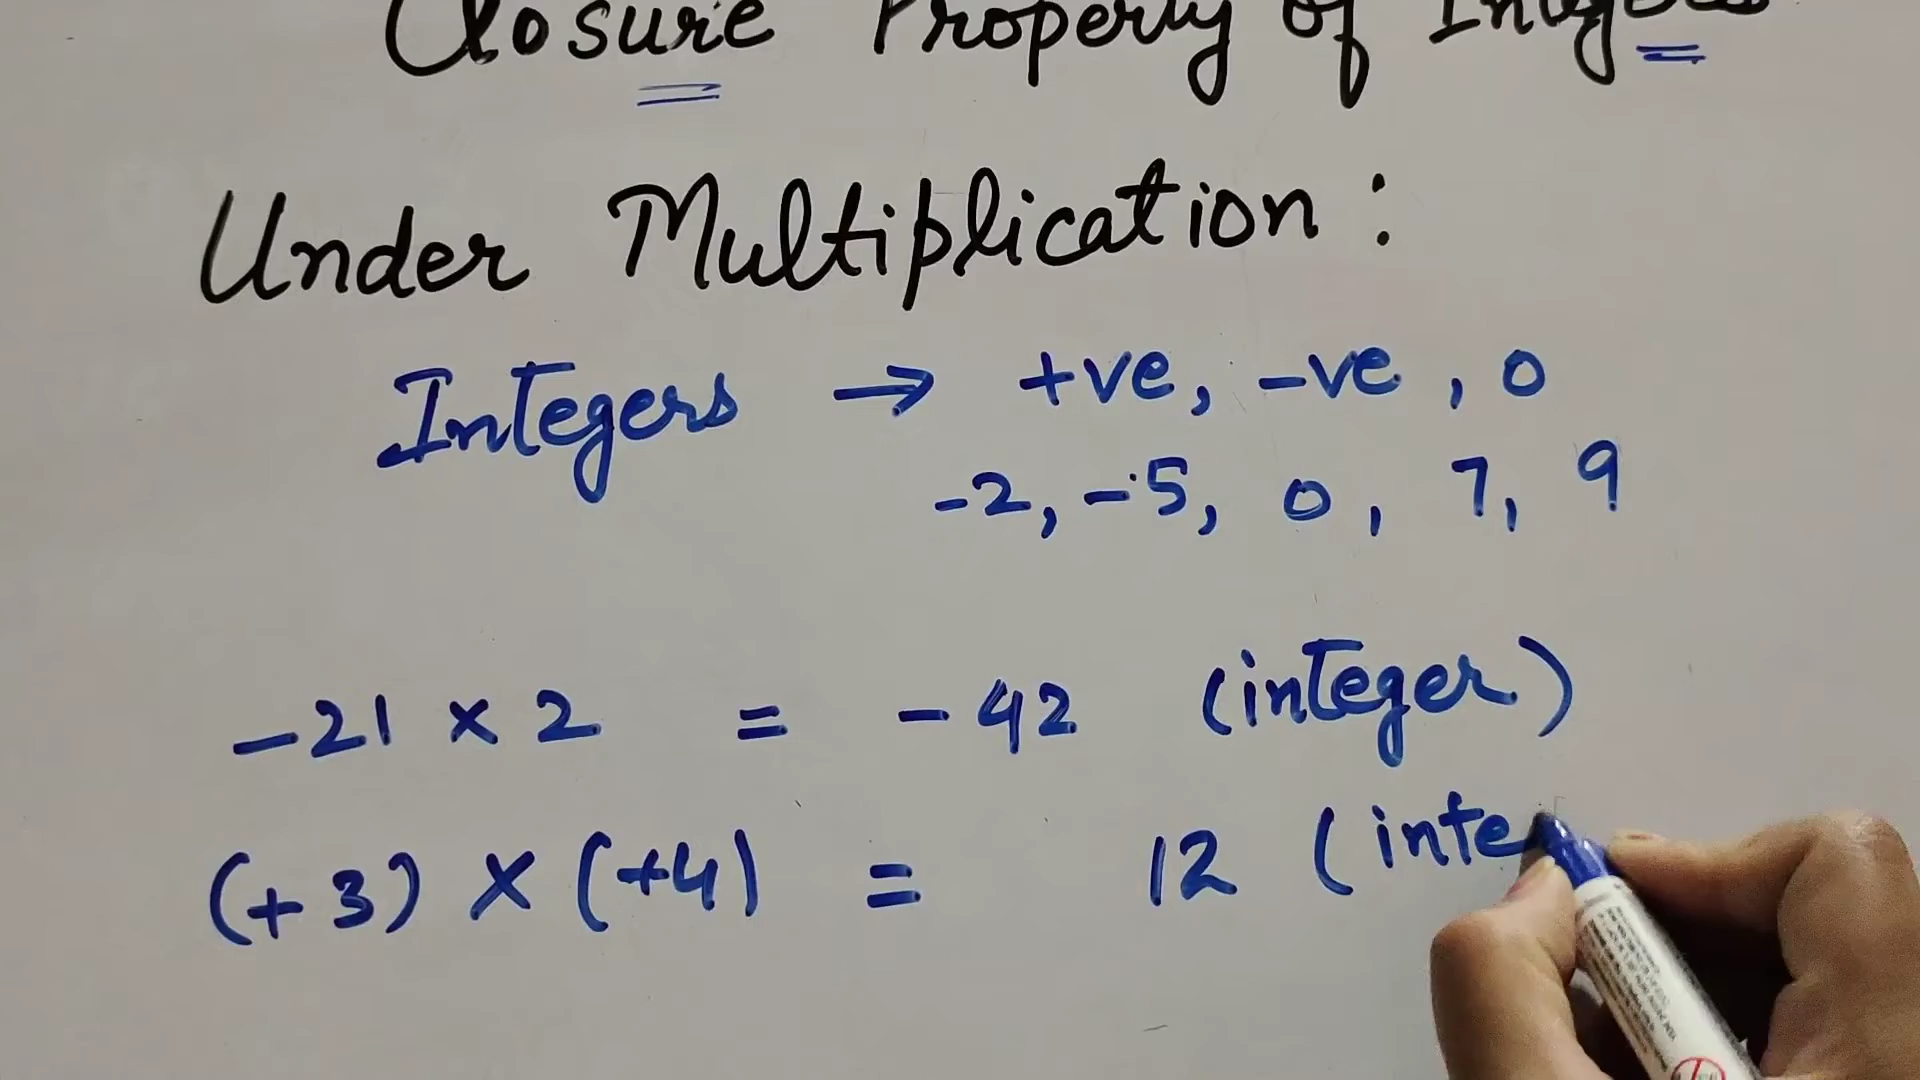 Closure Property of Integers
Under Multiplication :
Integers → +ve, -ve , 0
-2, -5, 0, 7, 9
-21 × 2 = -42 (integer)
(+3) × (+4) = 12 (inte